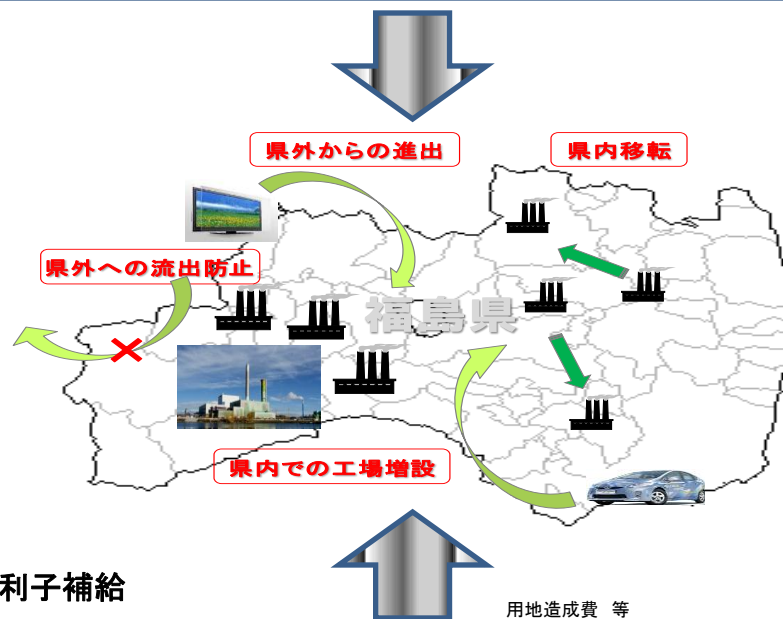 県外からの進出
県内移転
県外への流出防止
福島県
県内での工場増設
利子補給
用地造成費 等